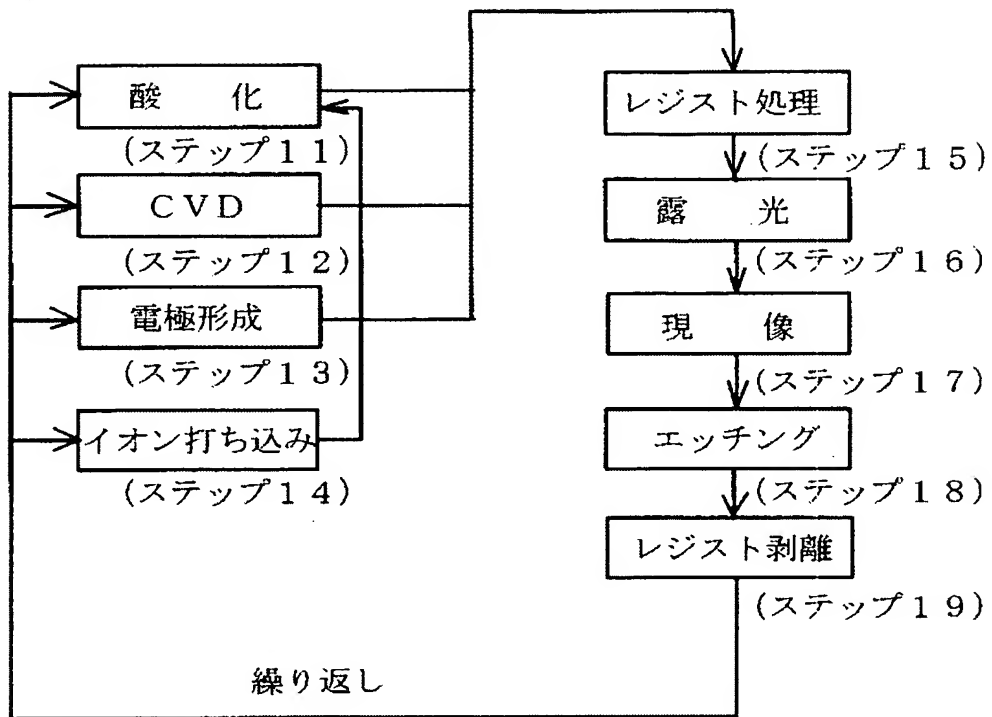 酸　化
(ステップ11)
CVD
(ステップ12)
電極形成
(ステップ13)
イオン打ち込み
(ステップ14)
レジスト処理
(ステップ15)
露　光
(ステップ16)
現　像
(ステップ17)
エッチング
(ステップ18)
レジスト剥離
(ステップ19)
繰り返し